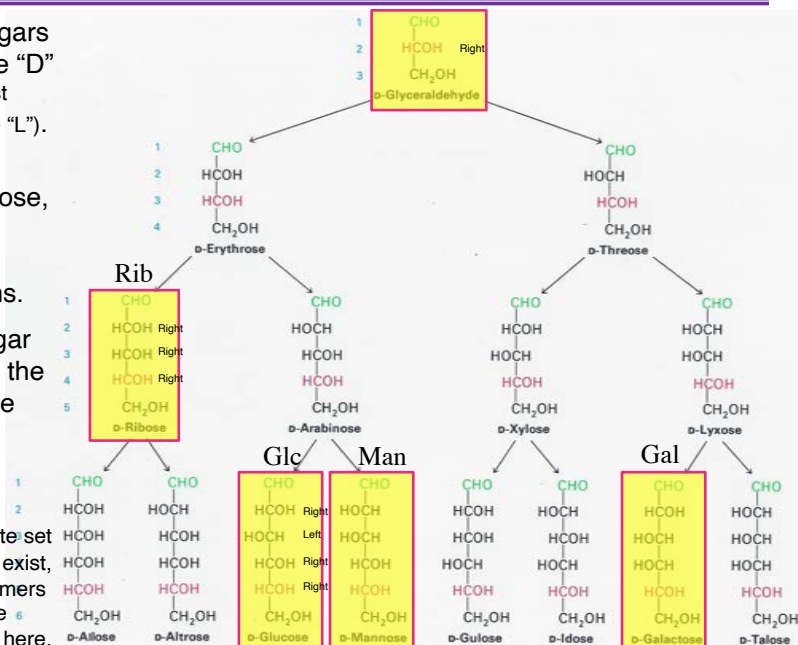 gars
e “D”
st
“L”).
ose,
ns.
gar
the
e
te set
exist,
mers
e
here.
1 CHO
2 HCOH Right
3 CH₂OH
D-Glyceraldehyde
1 CHO CHO
2 HCOH HOCH
3 HCOH HCOH
4 CH₂OH CH₂OH
D-Erythrose D-Threose
Rib
1 CHO CHO CHO CHO
2 HCOH Right HOCH HCOH HOCH
3 HCOH Right HCOH HOCH HOCH
4 HCOH Right HCOH HCOH HCOH
5 CH₂OH CH₂OH CH₂OH CH₂OH
D-Ribose D-Arabinose D-Xylose D-Lyxose
Glc Man Gal
1 CHO CHO CHO CHO CHO CHO CHO CHO
2 HCOH HOCH HCOH Right HOCH HCOH HOCH HCOH HOCH
HCOH HCOH HOCH Left HOCH HCOH HCOH HOCH HOCH
HCOH HCOH HCOH Right HCOH HOCH HOCH HOCH HOCH
HCOH HCOH HCOH Right HCOH HCOH HCOH HCOH HCOH
6 CH₂OH CH₂OH CH₂OH CH₂OH CH₂OH CH₂OH CH₂OH CH₂OH
D-Allose D-Altrose D-Glucose D-Mannose D-Gulose D-Idose D-Galactose D-Talose